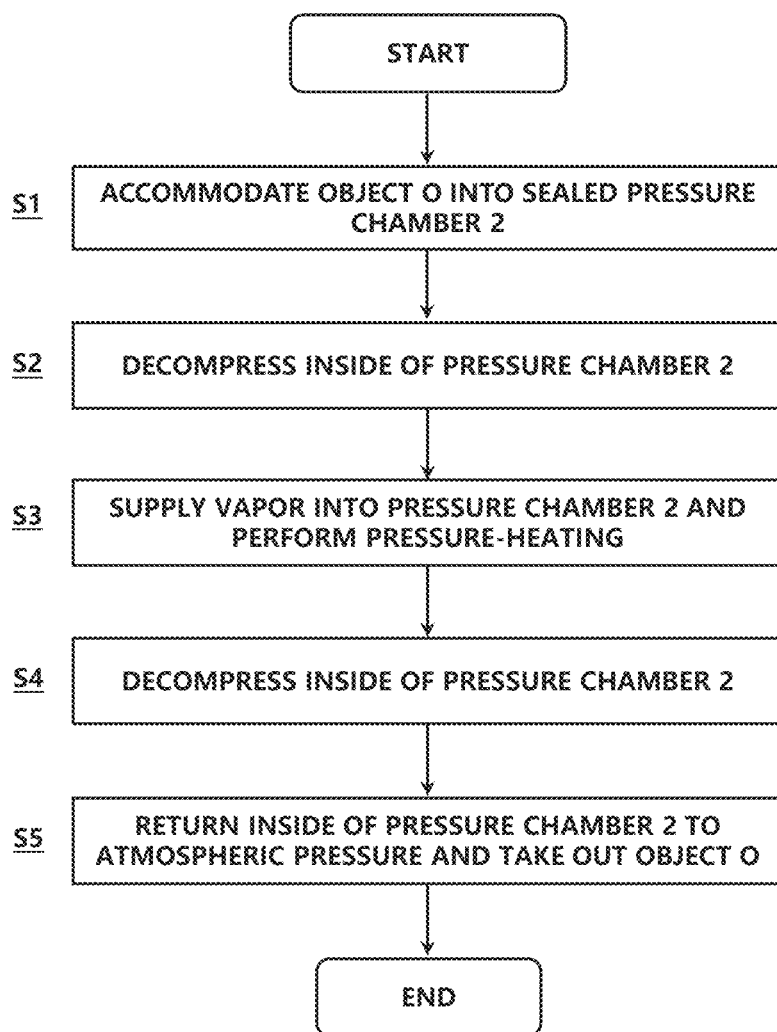 START
S1
ACCOMMODATE OBJECT O INTO SEALED PRESSURE
CHAMBER 2
S2
DECOMPRESS INSIDE OF PRESSURE CHAMBER 2
S3
SUPPLY VAPOR INTO PRESSURE CHAMBER 2 AND
PERFORM PRESSURE-HEATING
S4
DECOMPRESS INSIDE OF PRESSURE CHAMBER 2
S5
RETURN INSIDE OF PRESSURE CHAMBER 2 TO
ATMOSPHERIC PRESSURE AND TAKE OUT OBJECT O
END